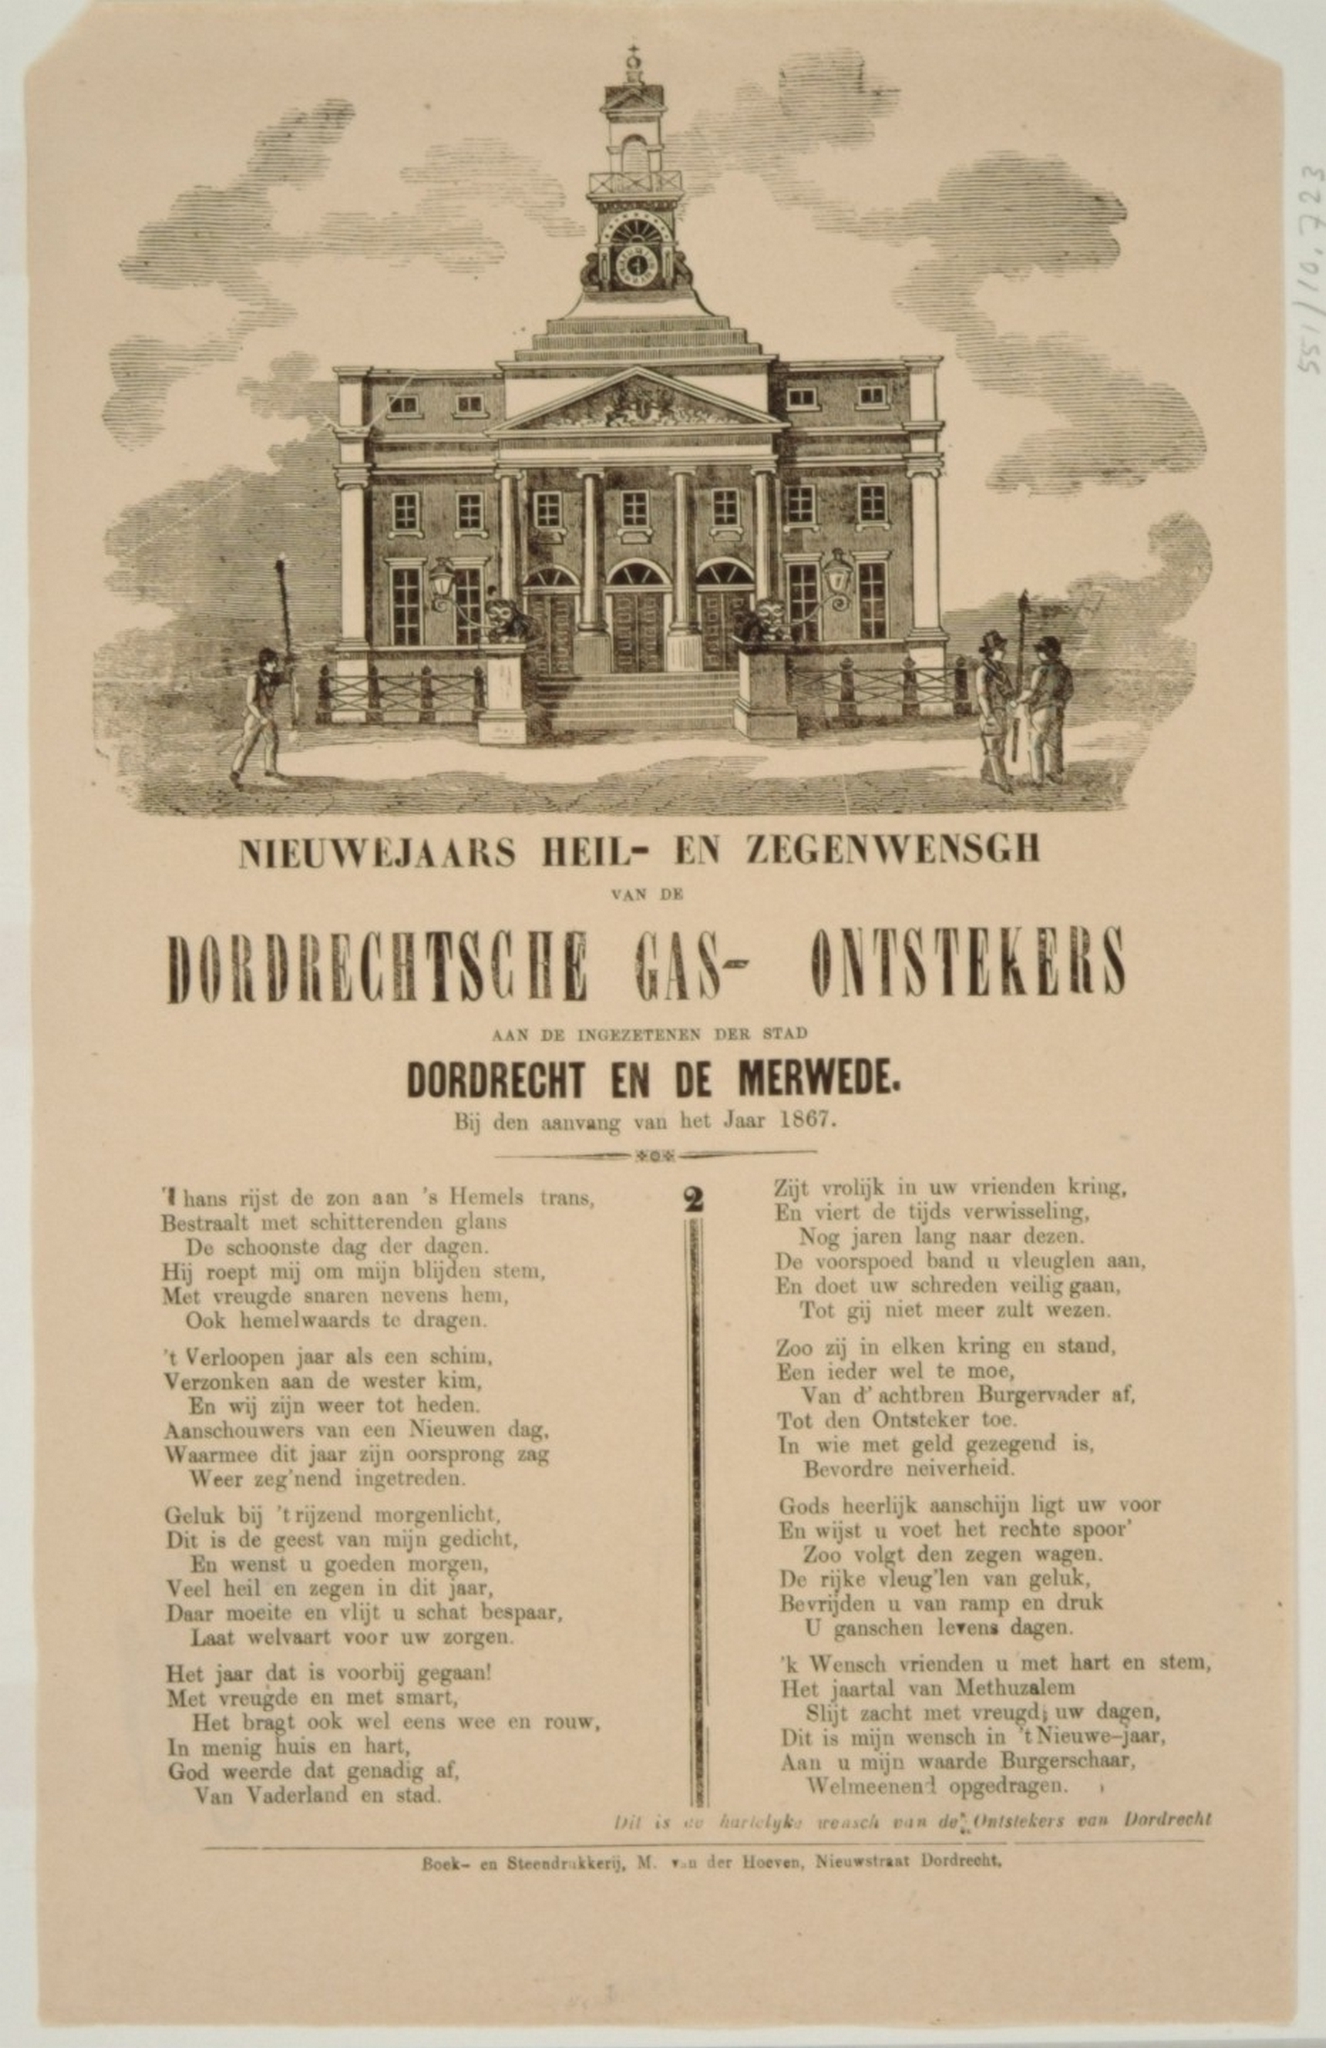 NIEUWEJAARS HEIL- EN ZEGENWENSGH
VAN DE
DORDRECHTSCHE GAS- ONTSTEKERS
AAN DE INGEZETENEN DER STAD
DORDRECHT EN DE MERWEDE.
Bij den aanvang van het Jaar 1867.
Thans rijst de zon aan 's Hemels trans,
Bestraalt met schitterenden glans
De schoonste dag der dagen.
Hij roept mij om mijn blijden stem,
Met vreugde snaren nevens hem,
Ook hemelwaards te dragen.
't Verloopen jaar als een schim,
Verzonken aan de wester kim,
En wij zijn weer tot heden.
Aanschouwers van een Nieuwen dag,
Waarmee dit jaar zijn oorsprong zag
Weer zeg'nend ingetreden.
Geluk bij 't rijzend morgenlicht,
Dit is de geest van mijn gedicht,
En wenst u goeden morgen,
Veel heil en zegen in dit jaar,
Daar moeite en vlijt u schat bespaar,
Laat welvaart voor uw zorgen.
Het jaar dat is voorbij gegaan!
Met vreugde en met smart,
Het bragt ook wel eens wee en rouw,
In menig huis en hart,
God weerde dat genadig af,
Van Vaderland en stad.
2
Zijt vrolijk in uw vrienden kring,
En viert de tijds verwisseling,
Nog jaren lang naar dezen.
De voorspoed band u vleuglen aan,
En doet uw schreden veilig gaan,
Tot gij niet meer zult wezen.
Zoo zij in elken kring en stand,
Een ieder wel te moe,
Van d' achtbren Burgervader af,
Tot den Ontsteker toe.
In wie met geld gezegend is,
Bevordre neiverheid.
Gods heerlijk aanschijn ligt uw voor
En wijst u voet het rechte spoor'
Zoo volgt den zegen wagen.
De rijke vleug'len van geluk,
Bevrijden u van ramp en druk
U ganschen levens dagen.
'k Wensch vrienden u met hart en stem,
Het jaartal van Methuzalem
Slijt zacht met vreugd; uw dagen,
Dit is mijn wensch in 't Nieuwe-jaar,
Aan u mijn waarde Burgerschaar,
Welmeenend opgedragen.
Dit is de hartelyke wensch van de Ontstekers van Dordrecht
Boek- en Steendrukkerij, M. van der Hoeven, Nieuwstraat Dordrecht.
551/10.723